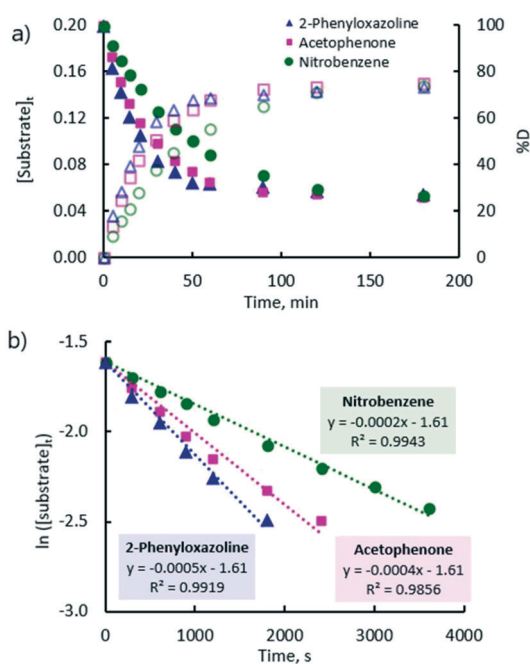 a)
2-Phenyloxazoline
Acetophenone
Nitrobenzene
[Substrate]t
0.20
0.16
0.12
0.08
0.04
0.00
100
80
60
40
20
0
%D
0
50
100
150
200
Time, min
b)
ln ([substrate]t)
-1.5
-2.0
-2.5
-3.0
Nitrobenzene
y = -0.0002x - 1.61
R² = 0.9943
2-Phenyloxazoline
y = -0.0005x - 1.61
R² = 0.9919
Acetophenone
y = -0.0004x - 1.61
R² = 0.9856
0
1000
2000
3000
4000
Time, s